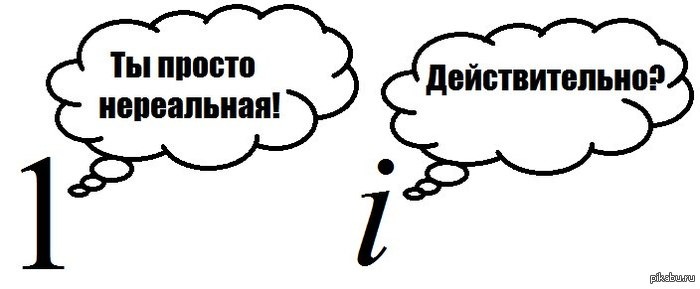 Ты просто
нереальная!
Действительно?
1
i
pikabu.ru